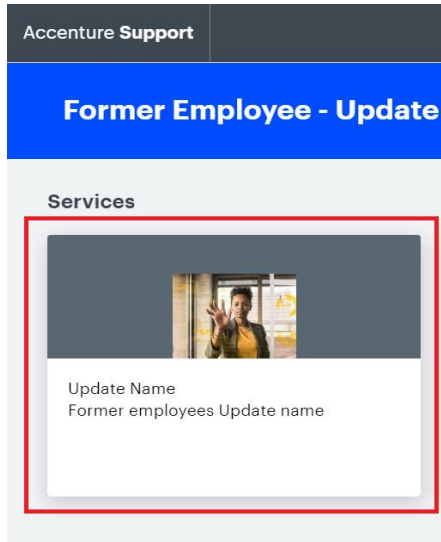 Accenture Support
Former Employee - Update
Services
Update Name
Former employees Update name